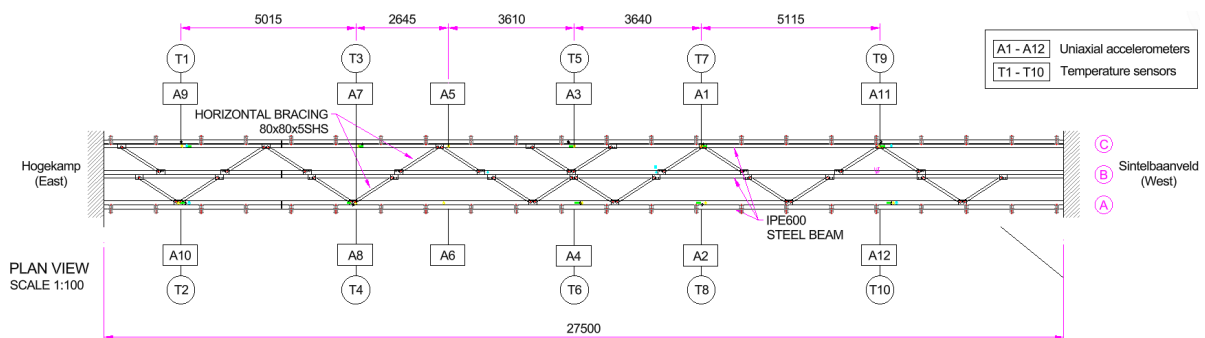 5015 2645 3610 3640 5115
T1 T3 T5 T7 T9
A9 A7 A5 A3 A1 A11
A1 - A12 Uniaxial accelerometers
T1 - T10 Temperature sensors
HORIZONTAL BRACING
80x80x5SHS
Hogekamp
(East)
C
B
A
Sintelbaanveld
(West)
IPE600
STEEL BEAM
A10 A8 A6 A4 A2 A12
T2 T4 T6 T8 T10
PLAN VIEW
SCALE 1:100
27500